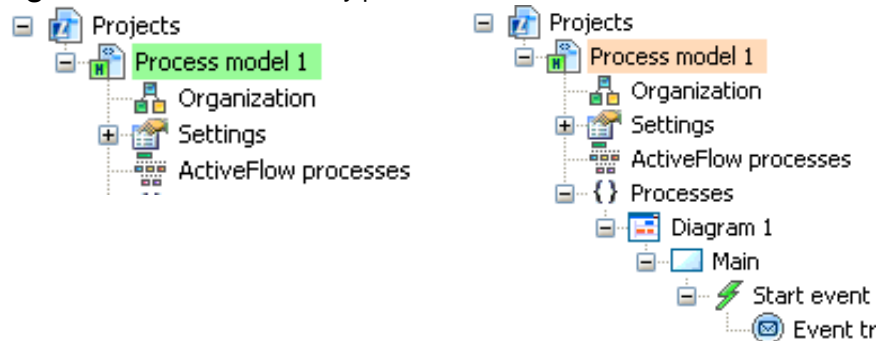 Projects
Process model 1
Organization
Settings
ActiveFlow processes
Projects
Process model 1
Organization
Settings
ActiveFlow processes
{} Processes
Diagram 1
Main
Start event
Event tr